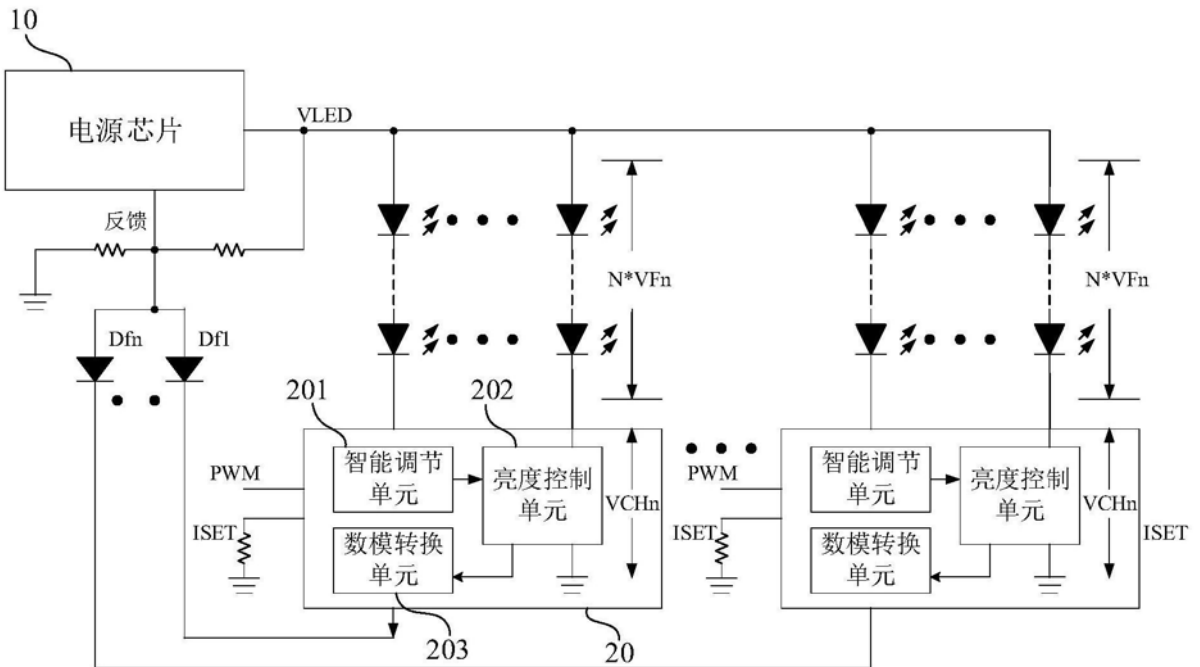 10
电源芯片
VLED
反馈
N*VFn
N*VFn
Dfn
Df1
201
202
智能调节
单元
亮度控制
单元
VCHn
PWM
ISET
数模转换
单元
203
20
PWM
ISET
智能调节
单元
亮度控制
单元
VCHn
ISET
数模转换
单元